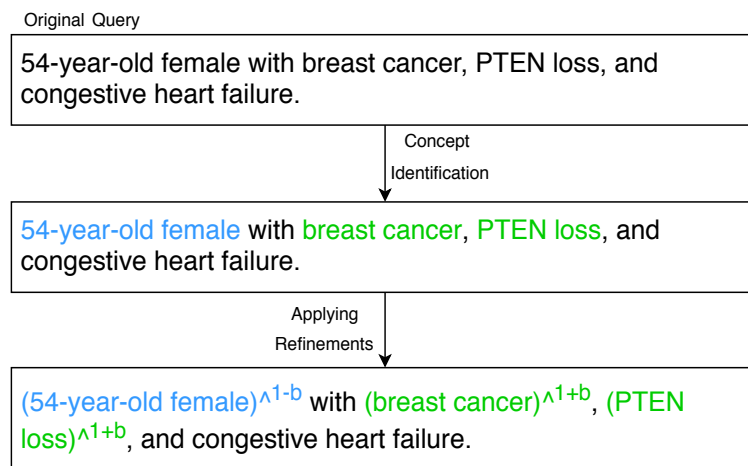 Original Query
54-year-old female with breast cancer, PTEN loss, and
congestive heart failure.
Concept
Identification
54-year-old female with breast cancer, PTEN loss, and
congestive heart failure.
Applying
Refinements
(54-year-old female)^1-b with (breast cancer)^1+b, (PTEN
loss)^1+b, and congestive heart failure.